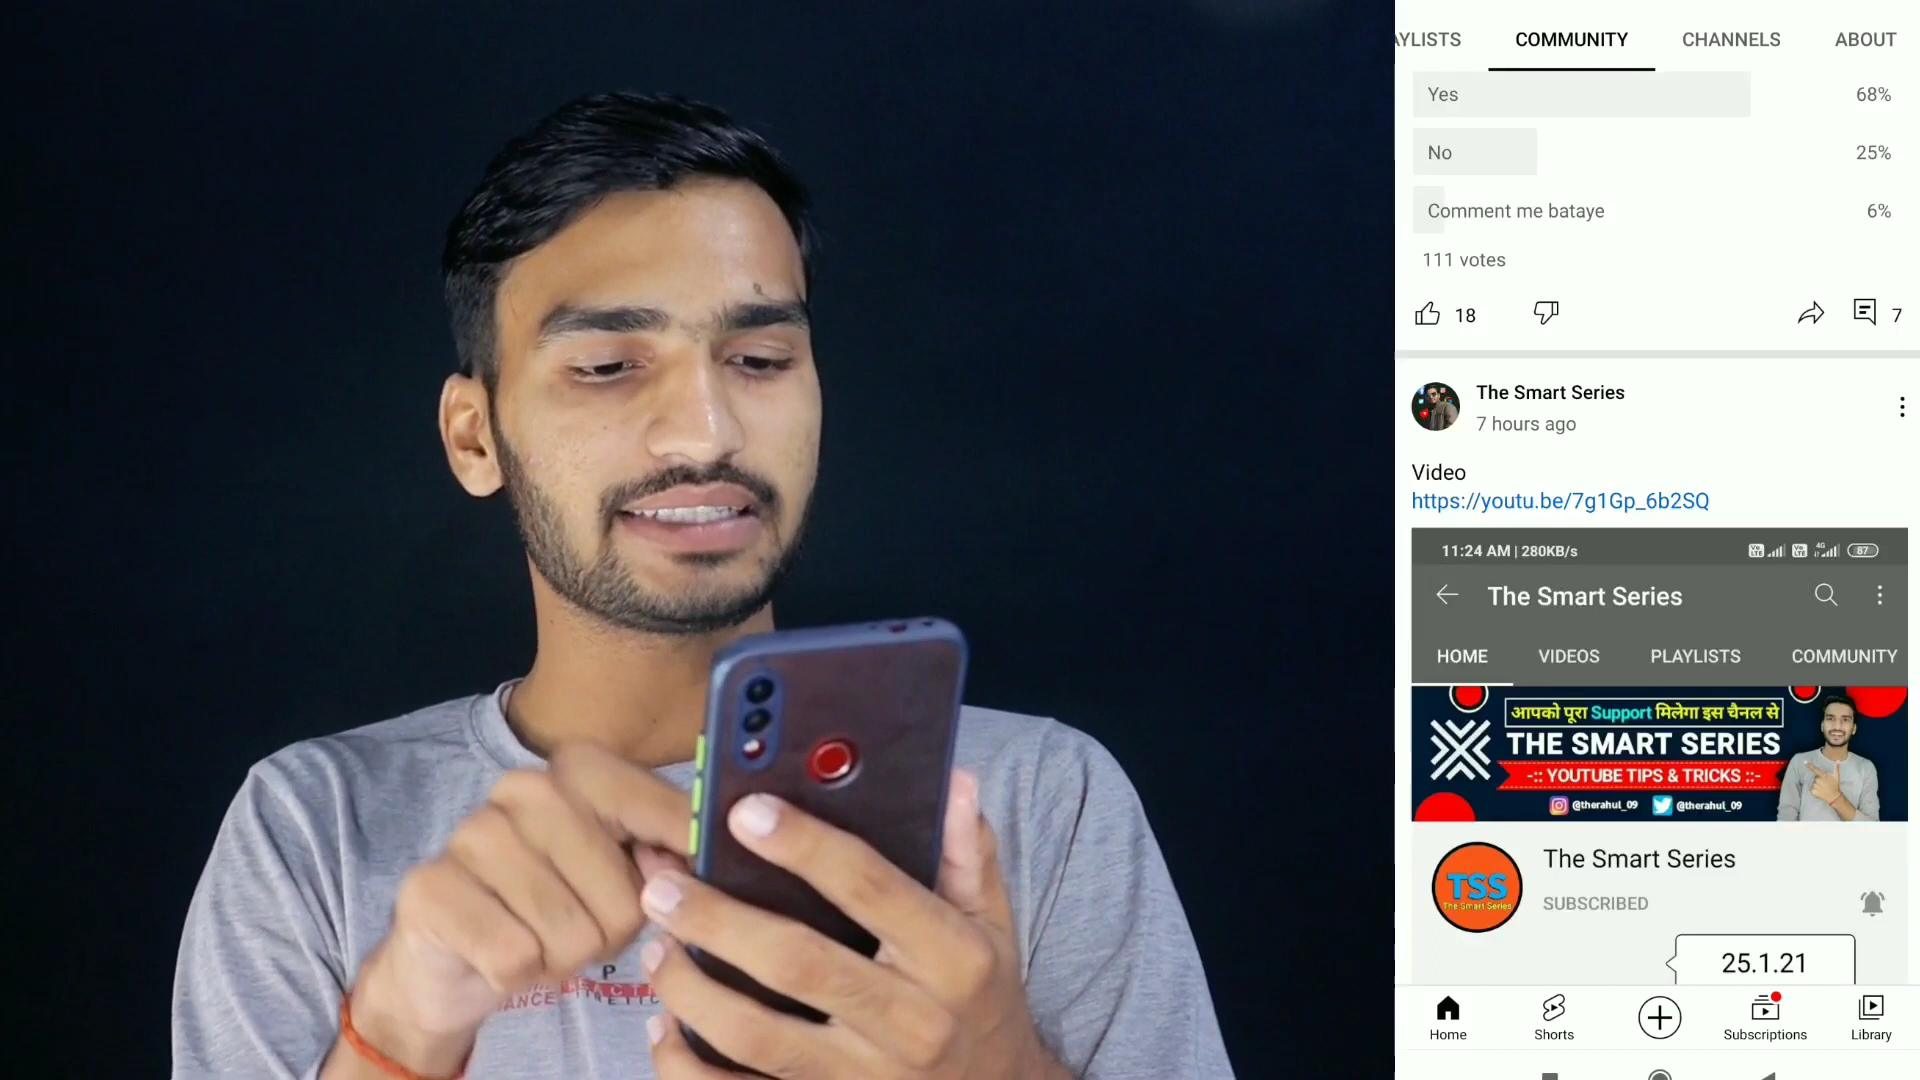 AYLISTS COMMUNITY CHANNELS ABOUT
Yes 68%
No 25%
Comment me bataye 6%
111 votes
18 7
The Smart Series
7 hours ago
Video
https://youtu.be/7g1Gp_6b2SQ
11:24 AM | 280KB/s 4G 87
The Smart Series
HOME VIDEOS PLAYLISTS COMMUNITY
आपको पूरा Support मिलेगा इस चैनल से
THE SMART SERIES
-:: YOUTUBE TIPS & TRICKS ::-
@therahul_09 @therahul_09
TSS
The Smart Series
The Smart Series
SUBSCRIBED
25.1.21
Home Shorts Subscriptions Library
P